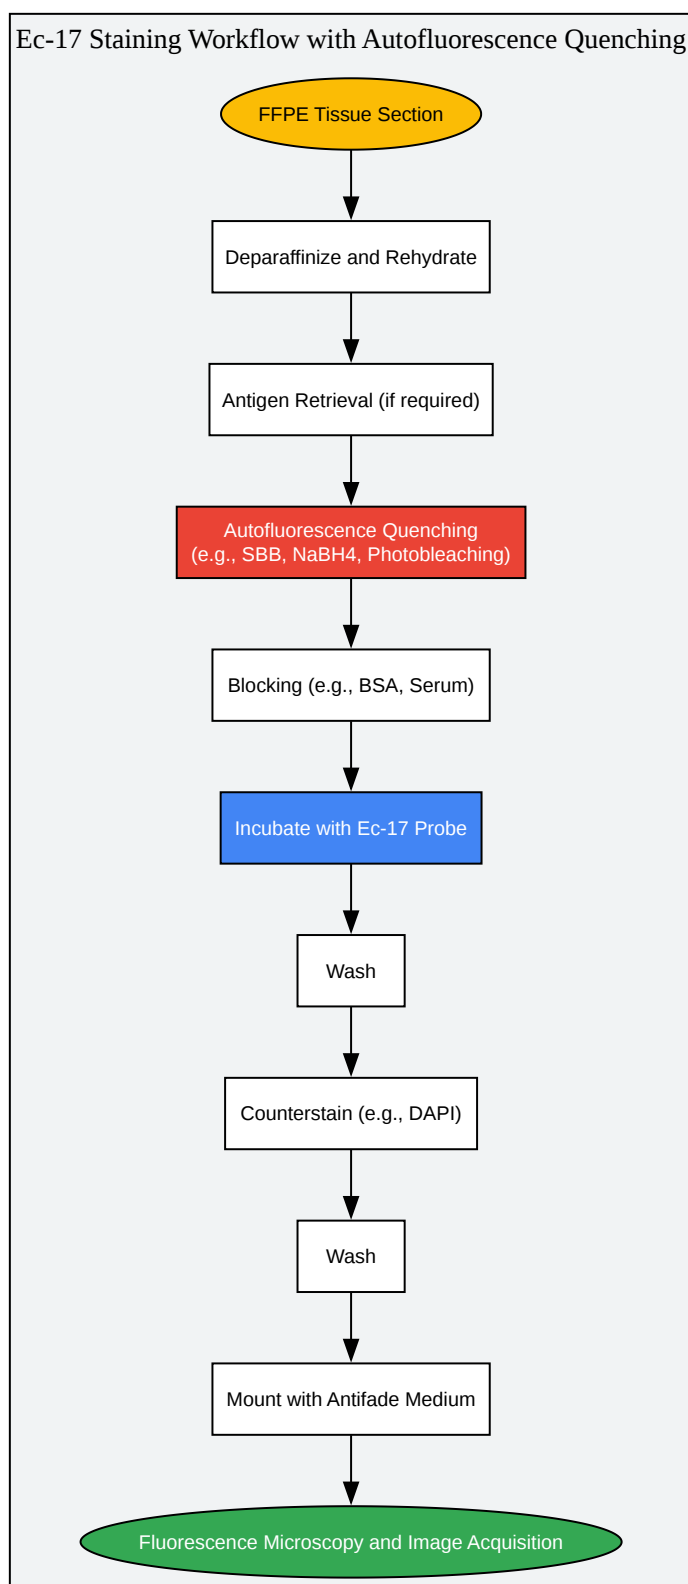 Ec-17 Staining Workflow with Autofluorescence Quenching
FFPE Tissue Section
Deparaffinize and Rehydrate
Antigen Retrieval (if required)
Autofluorescence Quenching
(e.g., SBB, NaBH4, Photobleaching)
Blocking (e.g., BSA, Serum)
Incubate with Ec-17 Probe
Wash
Counterstain (e.g., DAPI)
Wash
Mount with Antifade Medium
Fluorescence Microscopy and Image Acquisition